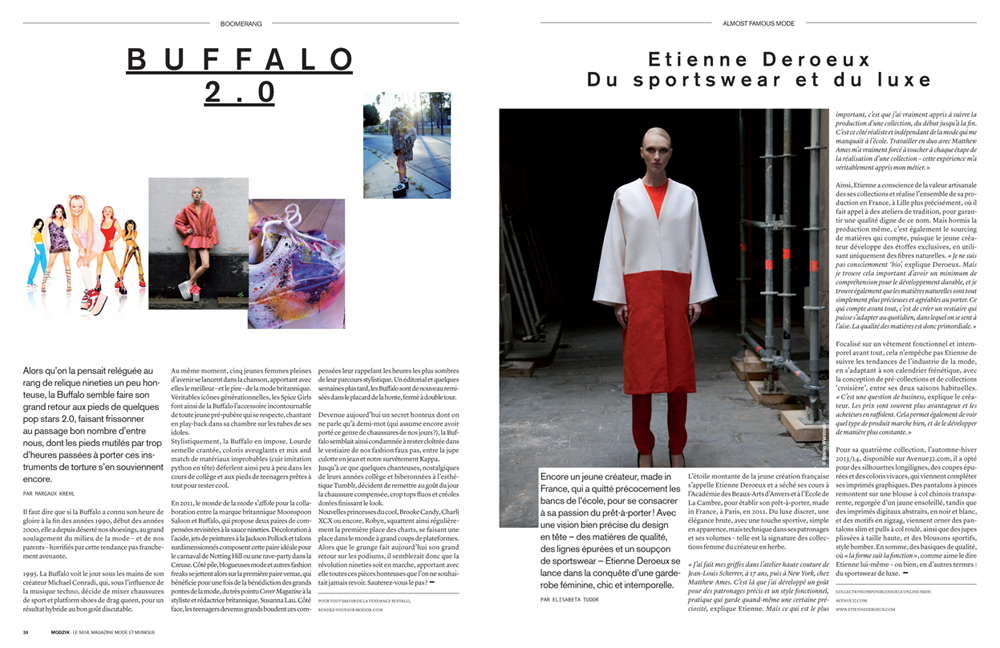 BOOMERANG
BUFFALO
2.0
Alors qu'on la pensait reléguée au
rang de relique nineties un peu hon-
teuse, la Buffalo semble faire son
grand retour aux pieds de quelques
pop stars 2.0, faisant frissonner
au passage bon nombre d'entre
nous, dont les pieds mutilés par trop
d'heures passées à porter ces ins-
truments de torture s'en souviennent
encore.
PAR MARGAUX KREHL
Il faut dire que si la Buffalo a connu son heure de
gloire à la fin des années 1990, début des années
2000, elle a depuis déserté nos shoesings, au grand
soulagement du milieu de la mode – et de nos
parents – horrifiés par cette tendance pas franche-
ment avenante.
1995. La Buffalo voit le jour sous les mains de son
créateur Michael Conradi, qui, sous l'influence de
la musique techno, décide de mixer chaussures
de sport et platform shoes de drag queen, pour un
résultat hybride au bon goût discutable.
Au même moment, cinq jeunes femmes pleines
d'avenir se lancent dans la chanson, apportant avec
elles le meilleur – et le pire – de la mode britannique.
Véritables icônes générationnelles, les Spice Girls
font ainsi de la Buffalo l'accessoire incontournable
de toute jeune pré-pubère qui se respecte, chantant
en play-back dans sa chambre sur les tubes de ses
idoles.
Stylistiquement, la Buffalo en impose. Lourde
semelle crantée, coloris aveuglants et mix and
match de matériaux improbables (cuir imitation
python en tête) déferlent ainsi peu à peu dans les
cours de collège et aux pieds de teenagers prêtes à
tout pour rester cool.
En 2011, le monde de la mode s'affole pour la colla-
boration entre la marque britannique Moonspoon
Saloon et Buffalo, qui propose deux paires de com-
pensées revisitées à la sauce nineties. Décoloration à
l'acide, jets de peintures à la Jackson Pollock et talons
surdimensionnés composent cette paire idéale pour
le carnaval de Notting Hill ou une rave-party dans la
Creuse. Côté pile, blogueuses mode et autres fashion
freaks se jettent alors sur la première paire venue, qui
bénéficie pour une fois de la bénédiction des grand
pontes de la mode, du très pointu Cover Magazine à la
styliste et rédactrice britannique, Susanna Lau. Côté
face, les teenagers devenus grands bouent ces com-
pensées leur rappelant les heures les plus sombres
de leur parcours stylistique. Un éditorial et quelques
semaines plus tard, les Buffalo sont de nouveau remi-
sées dans le placard de la honte, fermé à double tour.
Devenue aujourd'hui un secret honteux dont on
ne parle qu'à demi-mot (qui assume encore avoir
porté ce genre de chaussures de nos jours?), la Buf-
falo semblait ainsi condamnée à rester cloîtrée dans
le vestiaire de nos fashion faux pas, entre la jupe
culotte en jean et notre survêtement Kappa.
Jusqu'à ce que quelques chanteuses, nostalgiques
de leurs années collège et biberonnées à l'esthé-
tique Tumblr, décident de remettre au goût du jour
la chaussure compensée, crop tops fluos et créoles
dorées finissant le look.
Nouvelles princesses du cool, Brooke Candy, Charli
XCX ou encore, Robyn, squattent ainsi régulière-
ment la première place des charts, se faisant une
place dans le monde à grand coups de plateformes.
Alors que le grunge fait aujourd'hui son grand
retour sur les podiums, il semblerait donc que la
révolution nineties soit en marche, apportant avec
elle toutes ces pièces honteuses que l'on ne souhai-
tait jamais revoir. Sauterez-vous le pas?
POUR TOUT SAVOIR DE LA TENDANCE BUFFALO,
RENDEZ-VOUS SUR MODZIK.COM
30 MODZIK - LE SEUL MAGAZINE MODE ET MUSIQUE
ALMOST FAMOUS MODE
Etienne Deroeux
Du sportswear et du luxe
Encore un jeune créateur, made in
France, qui a quitté précocement les
bancs de l'école, pour se consacrer
à sa passion du prêt-à-porter! Avec
une vision bien précise du design
en tête – des matières de qualité,
des lignes épurées et un soupçon
de sportswear – Etienne Deroeux se
lance dans la conquête d'une garde-
robe féminine, chic et intemporelle.
PAR ELISABETA TUDOR
L'étoile montante de la jeune création française
s'appelle Etienne Deroeux et a séché ses cours à
l'Académie des Beaux-Arts d'Anvers et à l'École de
La Cambre, pour établir son prêt-à-porter, made
in France, à Paris, en 2011. Du luxe discret, une
élégance brute, avec une touche sportive, simple
en apparence, mais technique dans ses patronages
et ses volumes – telle est la signature des collec-
tions femme du créateur en herbe.
« J'ai fait mes griffes dans l'atelier haute couture de
Jean-Louis Scherrer, à 17 ans, puis à New York, chez
Matthew Ames. C'est là que j'ai développé un goût
pour des patronages précis et un style fonctionnel,
pratique qui garde quand-même une certaine pré-
ciosité, explique Etienne. Mais ce qui est le plus
important, c'est que j'ai vraiment appris à suivre la
production d'une collection, du début jusqu'à la fin.
C'est ce côté réaliste et indépendant de la mode qui me
manquait à l'école. Travailler en duo avec Matthew
Ames m'a vraiment forcé à toucher à chaque étape de
la réalisation d'une collection – cette expérience m'a
véritablement appris mon métier. »
Ainsi, Etienne a conscience de la valeur artisanale
des ses collections et réalise l'ensemble de sa pro-
duction en France, à Lille plus précisément, où il
fait appel à des ateliers de tradition, pour garan-
tir une qualité digne de ce nom. Mais hormis la
production même, c'est également le sourcing
de matières qui compte, puisque le jeune créa-
teur développe des étoffes exclusives, en utili-
sant uniquement des fibres naturelles. « Je ne suis
pas consciemment 'bio', explique Deroeux. Mais
je trouve cela important d'avoir un minimum de
compréhension pour le développement durable, et je
trouve également que les matières naturelles sont tout
simplement plus précieuses et agréables au porter. Ce
qui compte avant tout, c'est de créer un vestiaire qui
puisse s'adapter au quotidien, dans lequel on se sent à
l'aise. La qualité des matières est donc primordiale. »
Focalisé sur un vêtement fonctionnel et intem-
porel avant tout, cela n'empêche pas Etienne de
suivre les tendances de l'industrie de la mode,
en s'adaptant à son calendrier frénétique, avec
la conception de pré-collections et de collections
'croisière', entre ses deux saisons habituelles.
« C'est une question de business, explique le créa-
teur. Les prix sont souvent plus avantageux et les
acheteurs en raffolent. Cela permet également de voir
quel type de produit marche bien, et de le développer
de manière plus constante. »
Pour sa quatrième collection, l'automne-hiver
2013/14, disponible sur Avenue32.com, il a opté
pour des silhouettes longilignes, des coupes épu-
rées et des coloris vivaces, qui viennent compléter
ses imprimés graphiques. Des pantalons à pinces
remontent sur une blouse à col chinois transpa-
rente, regorgée d'un jaune ensoleillé, tandis que
des imprimés digitaux abstraits, en noir et blanc,
et des motifs en zigzag, viennent orner des pan-
talons slim et pulls à col roulé, ainsi que des jupes
plissées à taille haute, et des blousons sportifs,
style bomber. En somme, des basiques de qualité,
où « la forme suit la fonction », comme aime le dire
Etienne lui-même – ou bien, en d'autres termes :
du sportswear de luxe.
COLLECTIONS DISPONIBLES SUR LE ONLINE SHOP,
AVENUE32.COM.
WWW.ETIENNEDEROEUX.COM